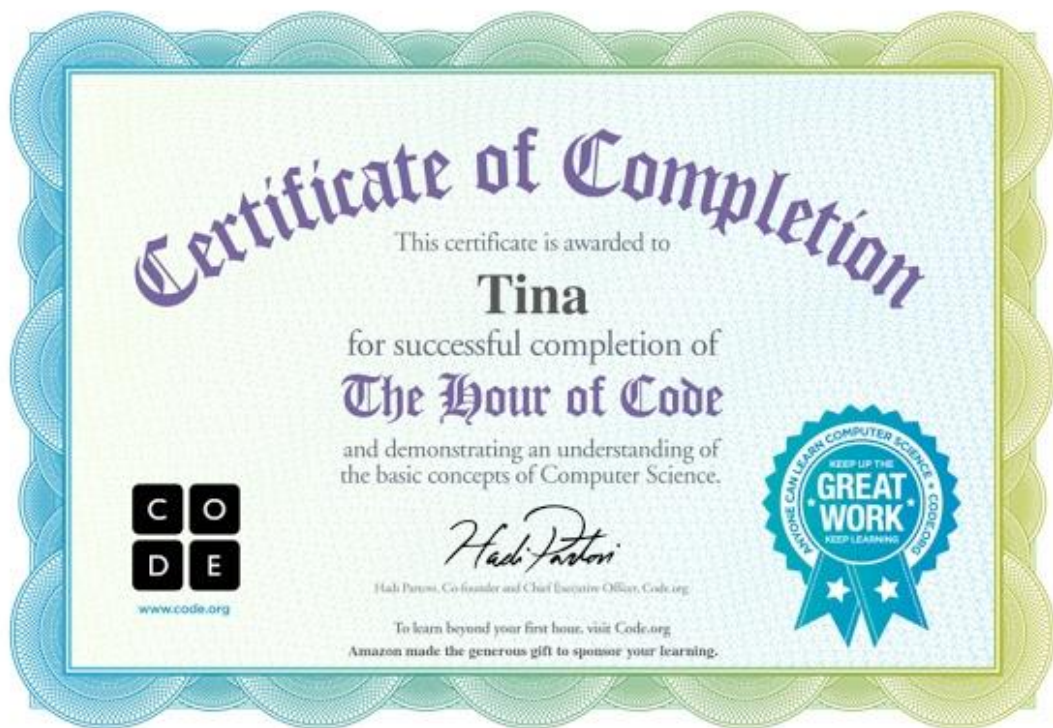 Certificate of Completion
This certificate is awarded to
Tina
for successful completion of
The Hour of Code
and demonstrating an understanding of
the basic concepts of Computer Science.
C O
D E
www.code.org
Hadi Partovi
Hadi Partovi, Co-founder and Chief Executive Officer, Code.org
To learn beyond your first hour, visit Code.org
Amazon made the generous gift to sponsor your learning.
ANYONE CAN LEARN COMPUTER SCIENCE • CODE.ORG
KEEP UP THE
GREAT
WORK
KEEP LEARNING